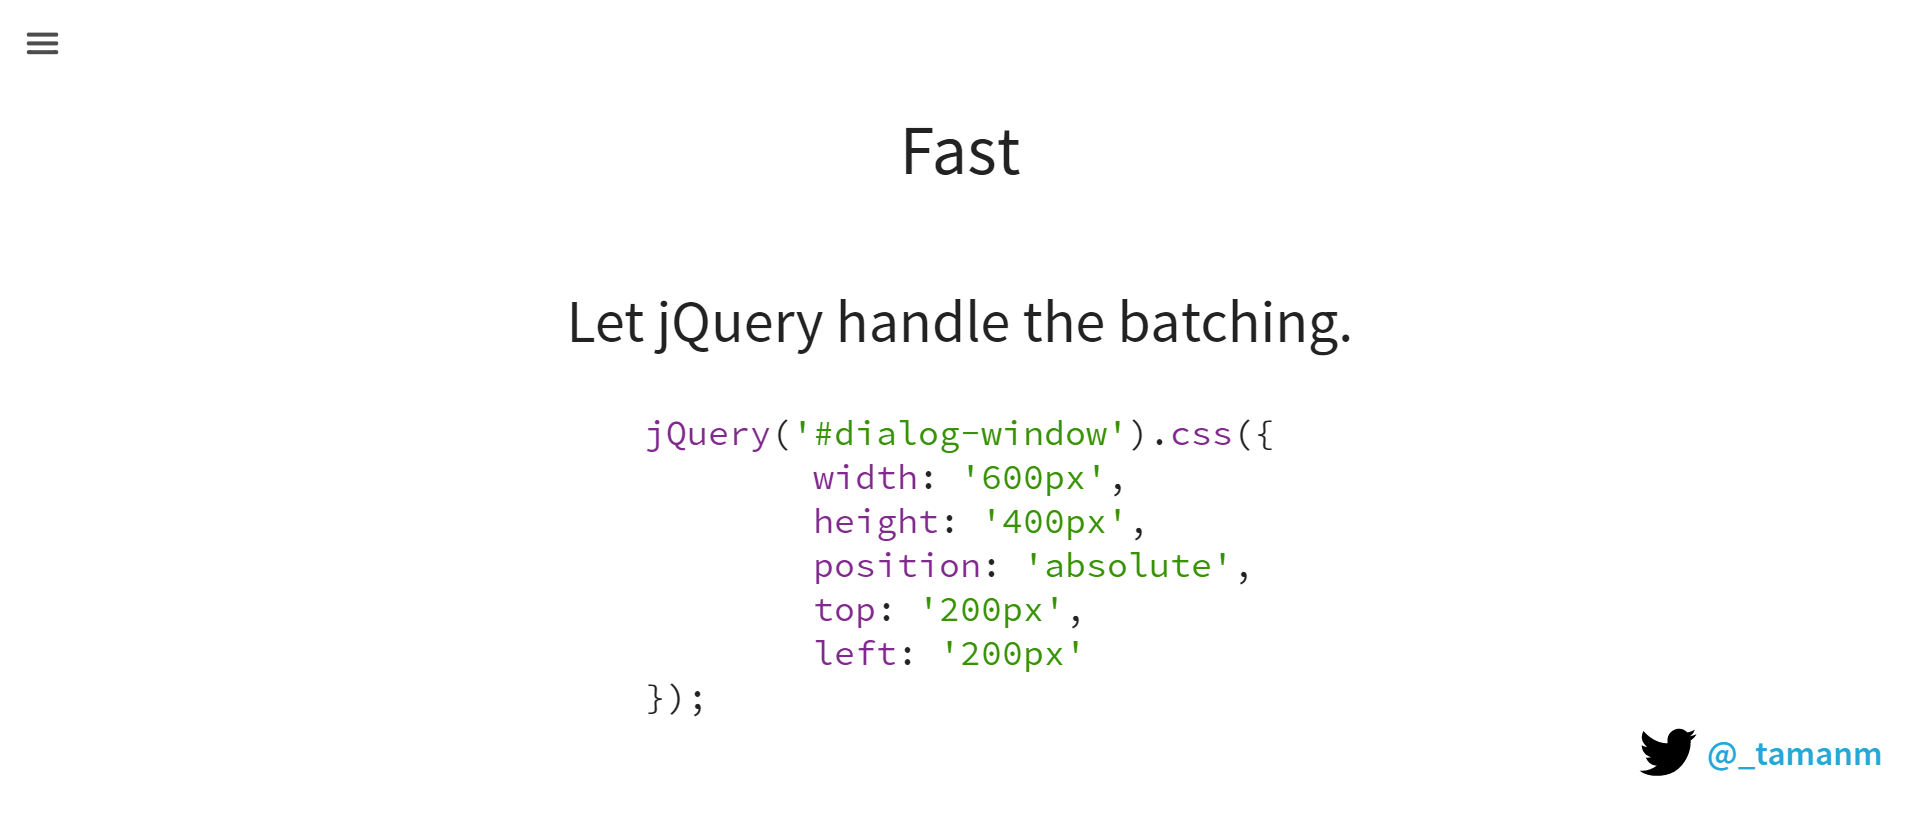 Fast
Let jQuery handle the batching.
jQuery('#dialog-window').css({
        width: '600px',
        height: '400px',
        position: 'absolute',
        top: '200px',
        left: '200px'
});
@_tamanm